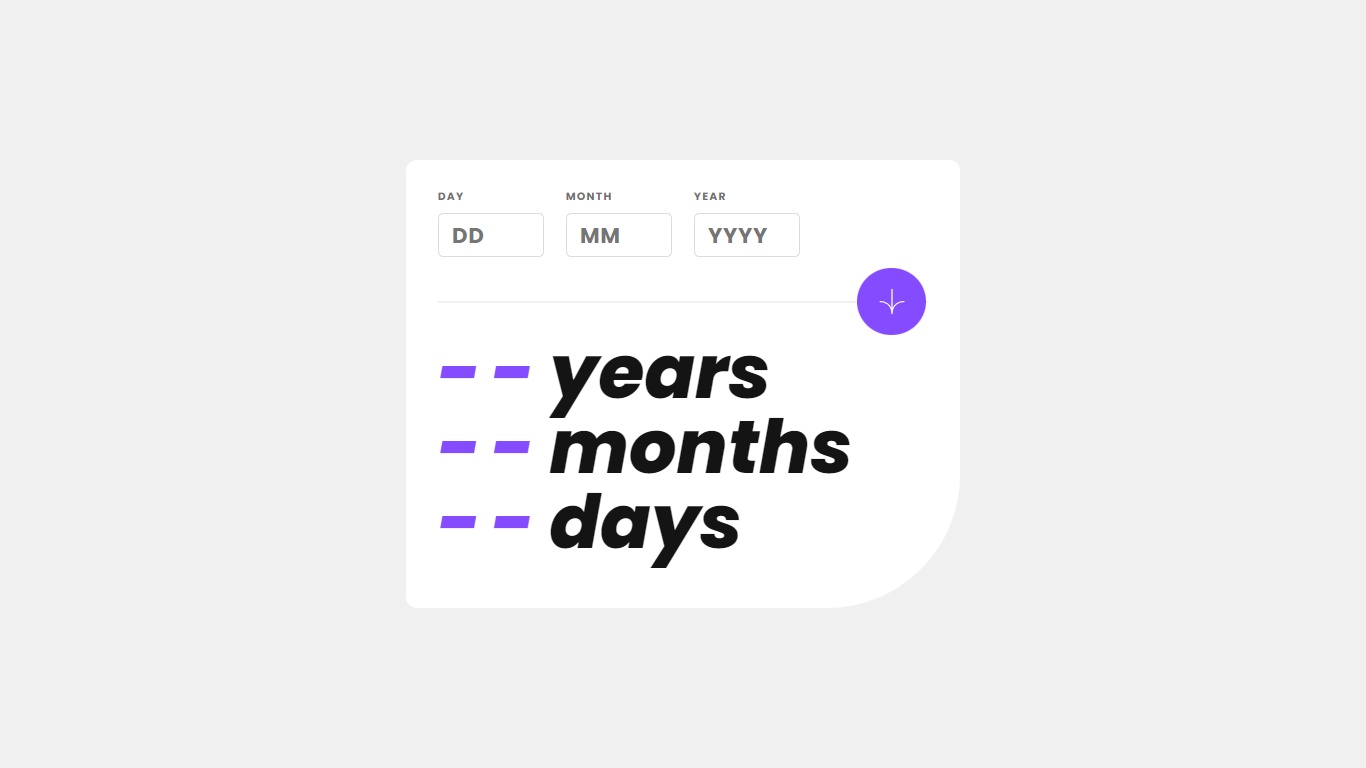 DAY MONTH YEAR
DD MM YYYY
-- years
-- months
-- days